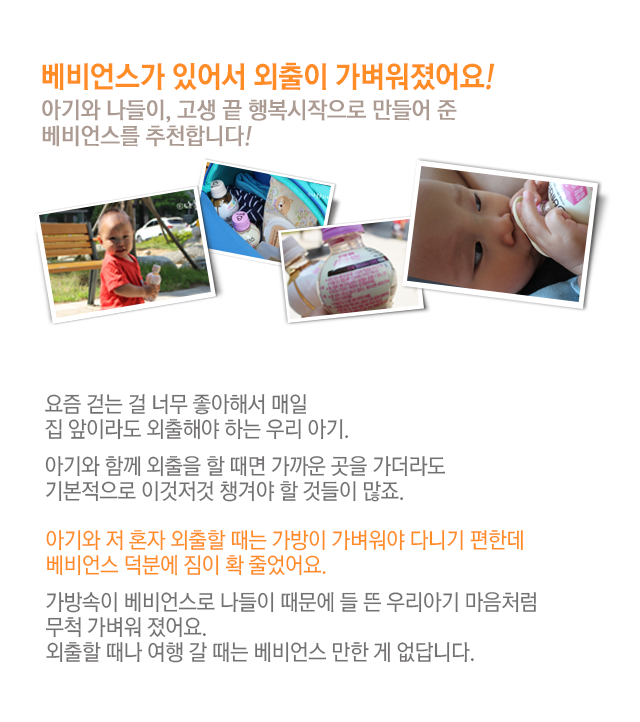 베비언스가 있어서 외출이 가벼워졌어요!
아기와 나들이, 고생 끝 행복시작으로 만들어 준
베비언스를 추천합니다!
요즘 걷는 걸 너무 좋아해서 매일
집 앞이라도 외출해야 하는 우리 아기.
아기와 함께 외출을 할 때면 가까운 곳을 가더라도
기본적으로 이것저것 챙겨야 할 것들이 많죠.
아기와 저 혼자 외출할 때는 가방이 가벼워야 다니기 편한데
베비언스 덕분에 짐이 확 줄었어요.
가방속이 베비언스로 나들이 때문에 들 뜬 우리아기 마음처럼
무척 가벼워 졌어요.
외출할 때나 여행 갈 때는 베비언스 만한 게 없답니다.